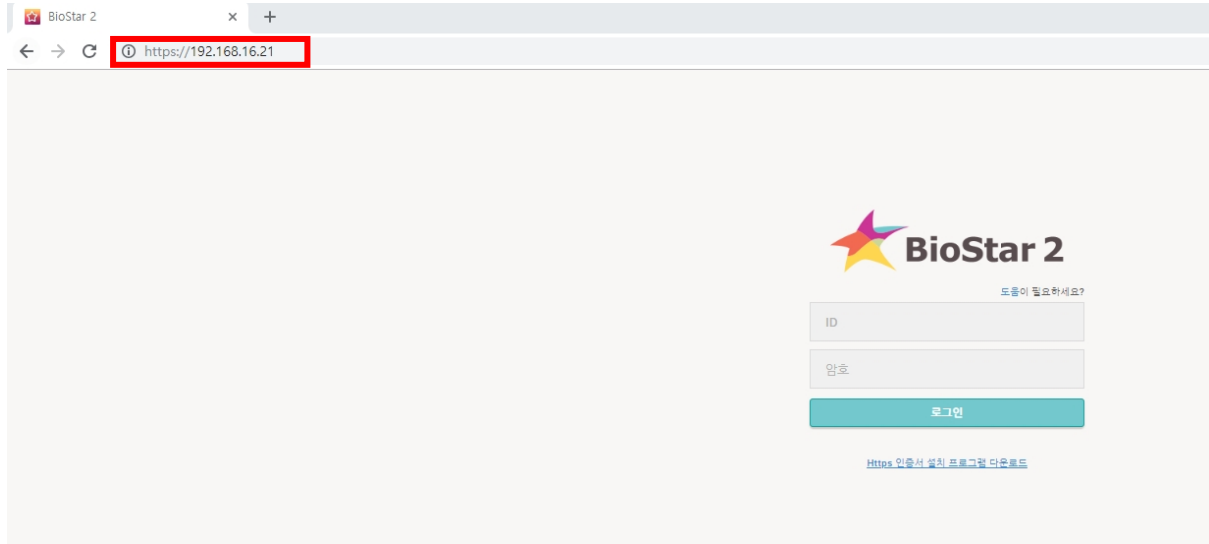 BioStar 2
https://192.168.16.21
BioStar 2
도움이 필요하세요?
ID
암호
로그인
Https 인증서 설치 프로그램 다운로드